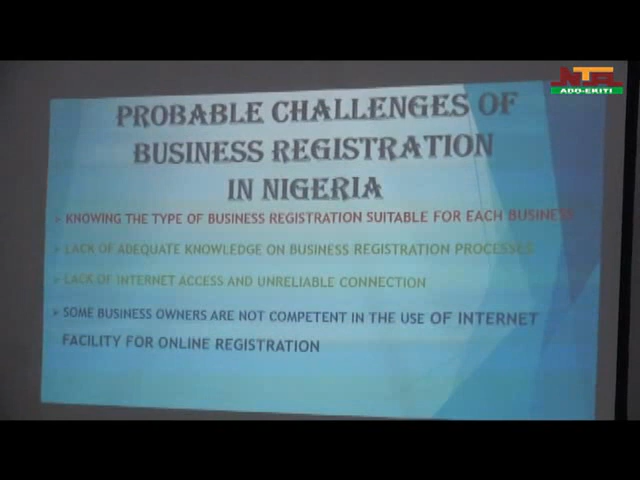 NTEL
ADO-EKITI
PROBABLE CHALLENGES OF
BUSINESS REGISTRATION
IN NIGERIA
KNOWING THE TYPE OF BUSINESS REGISTRATION SUITABLE FOR EACH BUSINESS
LACK OF ADEQUATE KNOWLEDGE ON BUSINESS REGISTRATION PROCESSES
LACK OF INTERNET ACCESS AND UNRELIABLE CONNECTION
SOME BUSINESS OWNERS ARE NOT COMPETENT IN THE USE OF INTERNET
FACILITY FOR ONLINE REGISTRATION